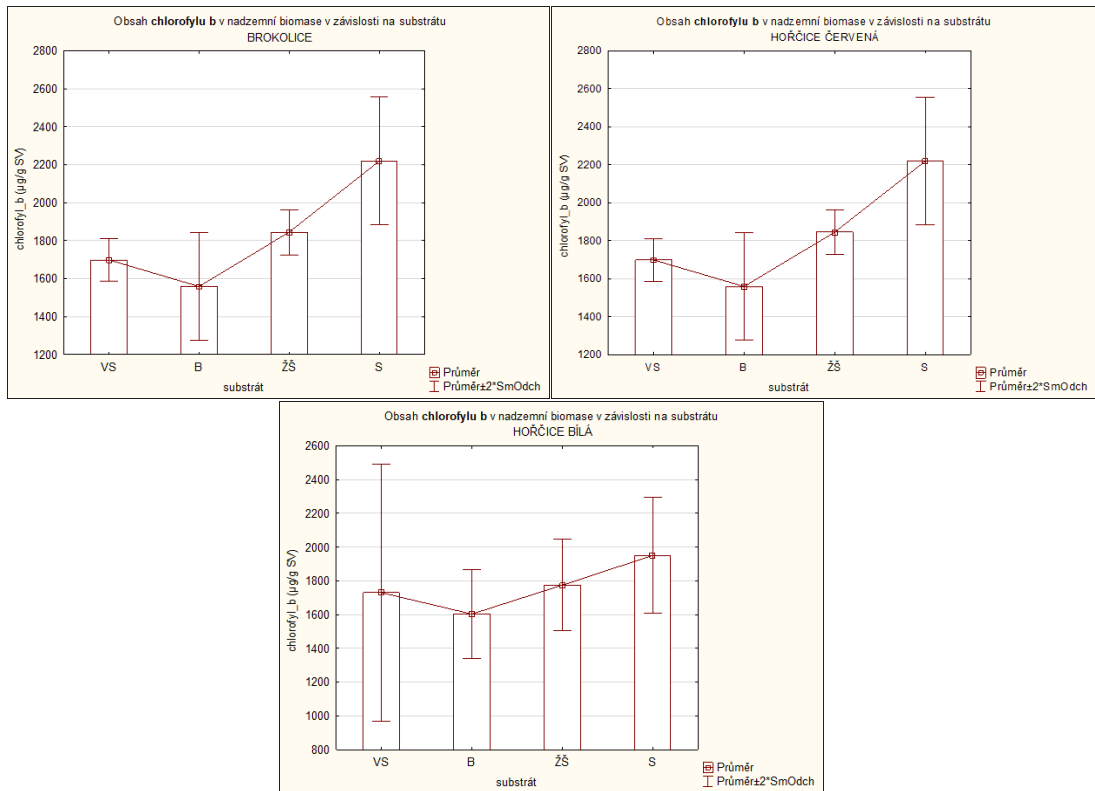 Obsah chlorofylu b v nadzemní biomase v závislosti na substrátu
BROKOLICE
chlorofyl_b (µg/g SV)
2800
2600
2400
2200
2000
1800
1600
1400
1200
VS B ŽŠ S
substrát
Průměr
Průměr±2*SmOdch
Obsah chlorofylu b v nadzemní biomase v závislosti na substrátu
HOŘČICE ČERVENÁ
chlorofyl_b (µg/g SV)
2800
2600
2400
2200
2000
1800
1600
1400
1200
VS B ŽŠ S
substrát
Průměr
Průměr±2*SmOdch
Obsah chlorofylu b v nadzemní biomase v závislosti na substrátu
HOŘČICE BÍLÁ
chlorofyl_b (µg/g SV)
2600
2400
2200
2000
1800
1600
1400
1200
1000
800
VS B ŽŠ S
substrát
Průměr
Průměr±2*SmOdch